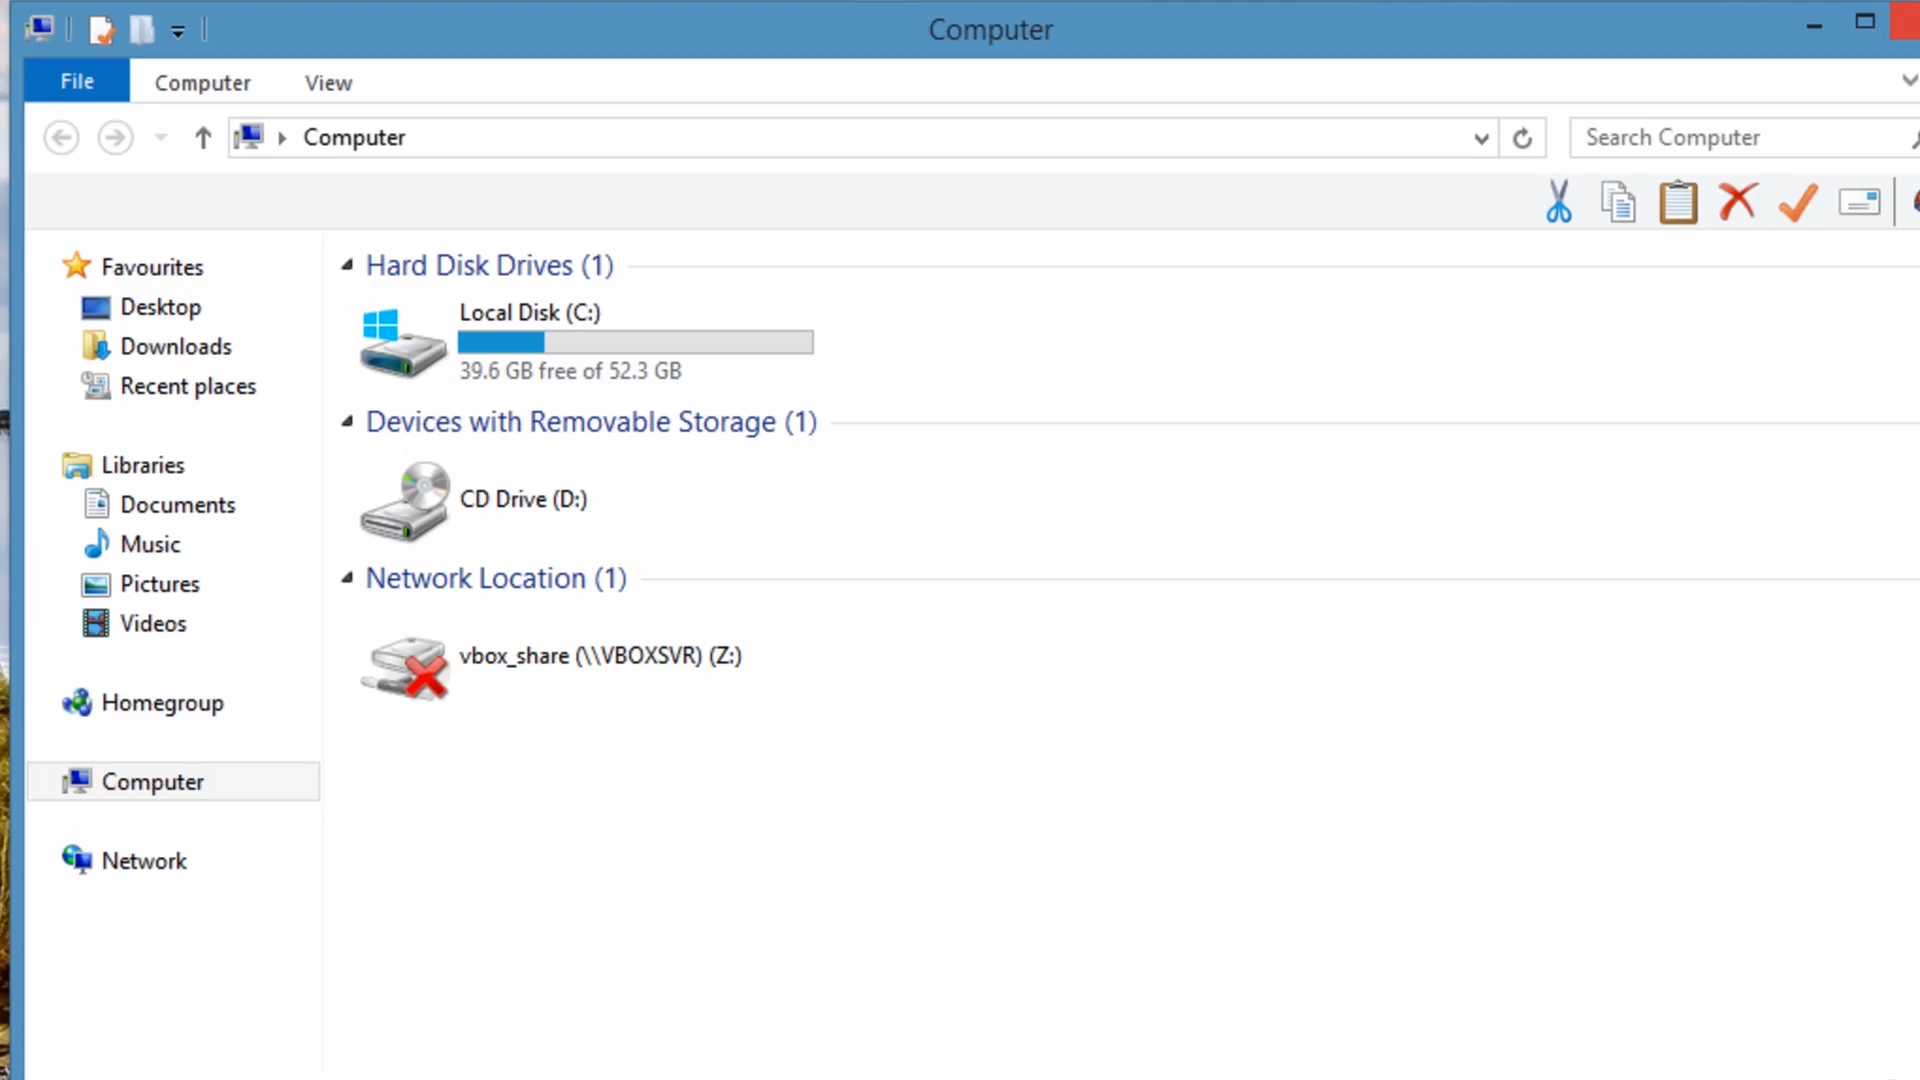 Computer
File
Computer
View
Computer
Search Computer
Favourites
Desktop
Downloads
Recent places
Libraries
Documents
Music
Pictures
Videos
Homegroup
Computer
Network
Hard Disk Drives (1)
Local Disk (C:)
39.6 GB free of 52.3 GB
Devices with Removable Storage (1)
CD Drive (D:)
Network Location (1)
vbox_share (\\VBOXSVR) (Z:)